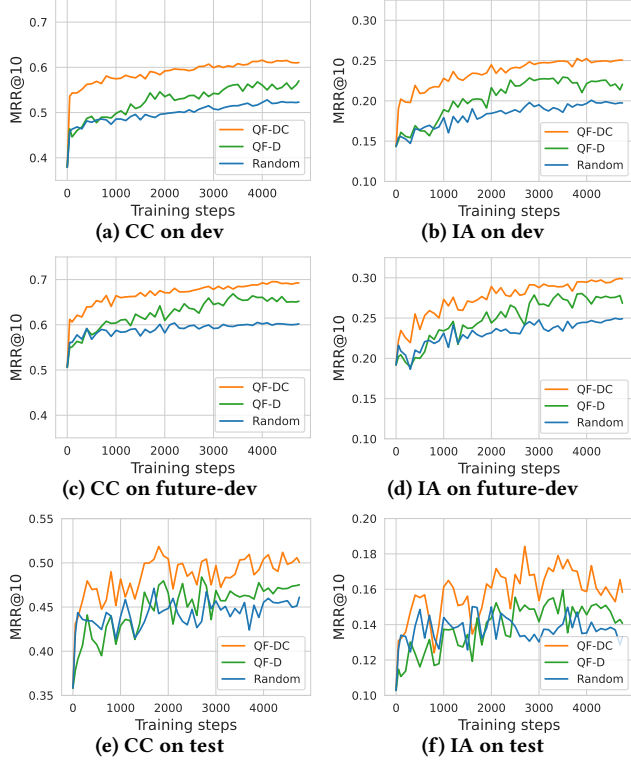 0.7
0.6
0.5
0.4
MRR@10
QF-DC
QF-D
Random
0 1000 2000 3000 4000
Training steps
(a) CC on dev
0.25
0.20
0.15
0.10
MRR@10
QF-DC
QF-D
Random
0 1000 2000 3000 4000
Training steps
(b) IA on dev
0.7
0.6
0.5
0.4
MRR@10
QF-DC
QF-D
Random
0 1000 2000 3000 4000
Training steps
(c) CC on future-dev
0.30
0.25
0.20
0.15
0.10
MRR@10
QF-DC
QF-D
Random
0 1000 2000 3000 4000
Training steps
(d) IA on future-dev
0.55
0.50
0.45
0.40
0.35
MRR@10
QF-DC
QF-D
Random
0 1000 2000 3000 4000
Training steps
(e) CC on test
0.20
0.18
0.16
0.14
0.12
0.10
MRR@10
QF-DC
QF-D
Random
0 1000 2000 3000 4000
Training steps
(f) IA on test